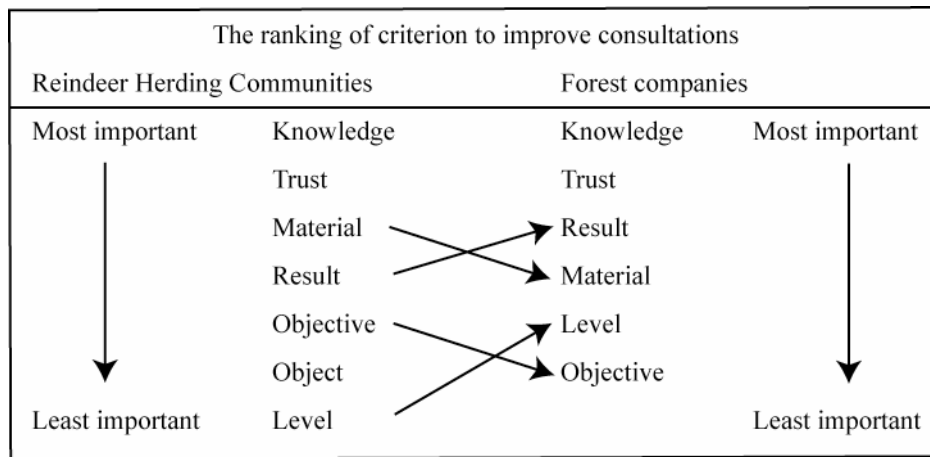 The ranking of criterion to improve consultations
Reindeer Herding Communities Forest companies
Most important Knowledge Knowledge Most important
Trust Trust
Material Result
Result Material
Objective Level
Object Objective
Least important Level Least important